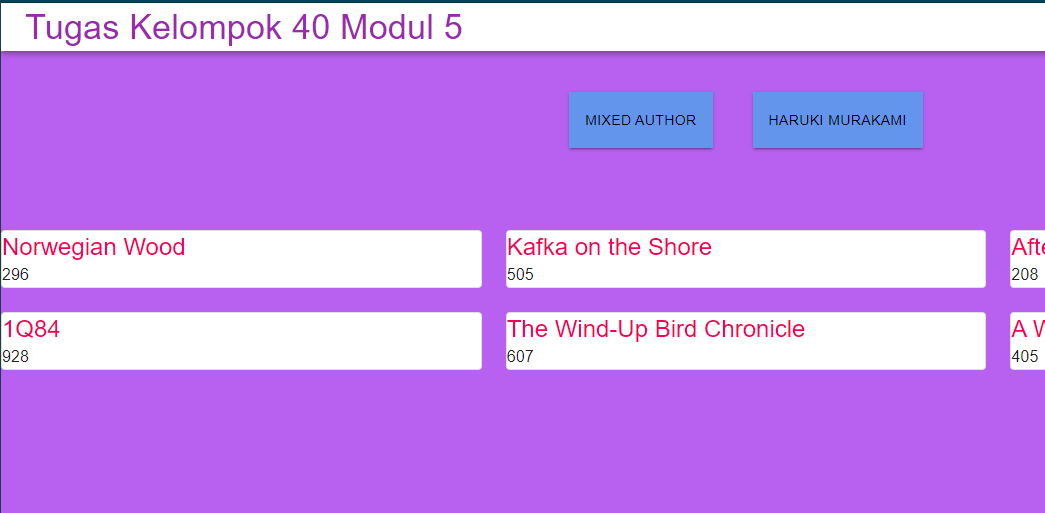 Tugas Kelompok 40 Modul 5
MIXED AUTHOR
HARUKI MURAKAMI
Norwegian Wood
296
Kafka on the Shore
505
208
1Q84
928
The Wind-Up Bird Chronicle
607
A
405